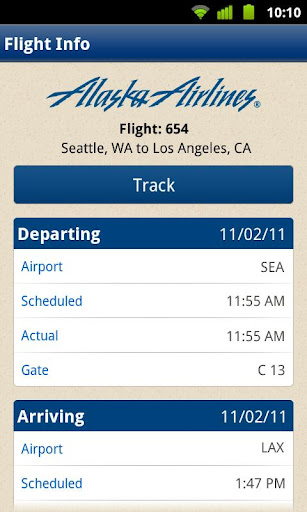 10:10
Flight Info
Alaska Airlines®
Flight: 654
Seattle, WA to Los Angeles, CA
Track
Departing 11/02/11
Airport SEA
Scheduled 11:55 AM
Actual 11:55 AM
Gate C 13
Arriving 11/02/11
Airport LAX
Scheduled 1:47 PM